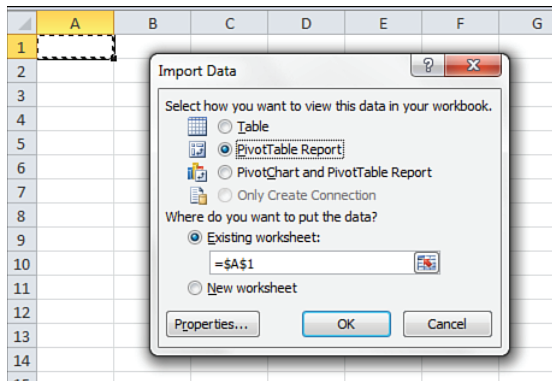 A B C D E F G
1
2
Import Data
?
3
Select how you want to view this data in your workbook.
4
Table
5
PivotTable Report
6
PivotChart and PivotTable Report
7
Only Create Connection
8
Where do you want to put the data?
9
Existing worksheet:
10
=$A$1
11
New worksheet
12
Properties... OK Cancel
13
14